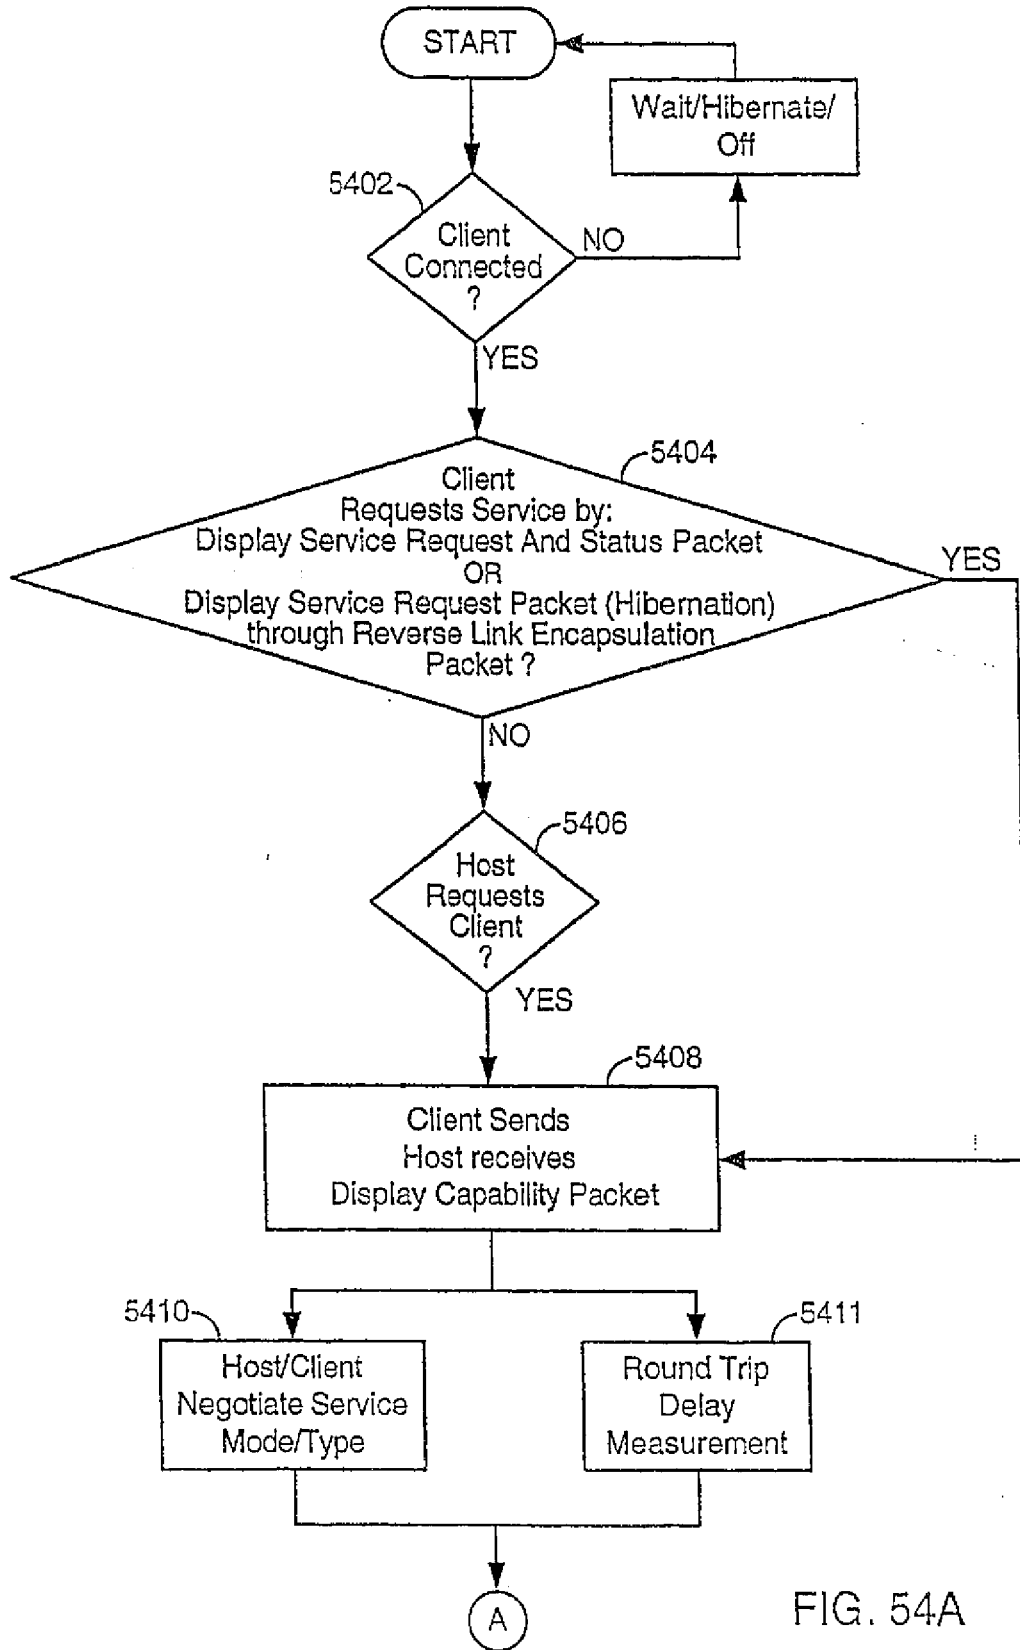 START
Wait/Hibernate/
Off
5402
Client
Connected
?
NO
YES
5404
Client
Requests Service by:
Display Service Request And Status Packet
OR
Display Service Request Packet (Hibernation)
through Reverse Link Encapsulation
Packet ?
YES
NO
5406
Host
Requests
Client
?
YES
5408
Client Sends
Host receives
Display Capability Packet
5410
Host/Client
Negotiate Service
Mode/Type
5411
Round Trip
Delay
Measurement
A
FIG. 54A